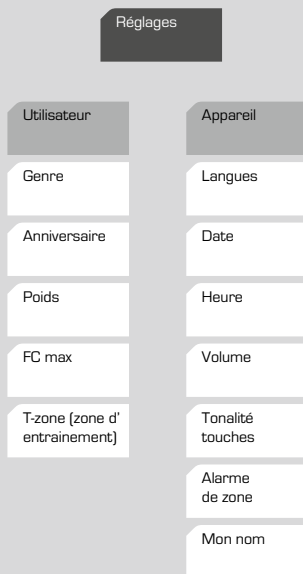 Réglages
Utilisateur
Genre
Anniversaire
Poids
FC max
T-zone (zone d'
entrainement)
Appareil
Langues
Date
Heure
Volume
Tonalité
touches
Alarme
de zone
Mon nom